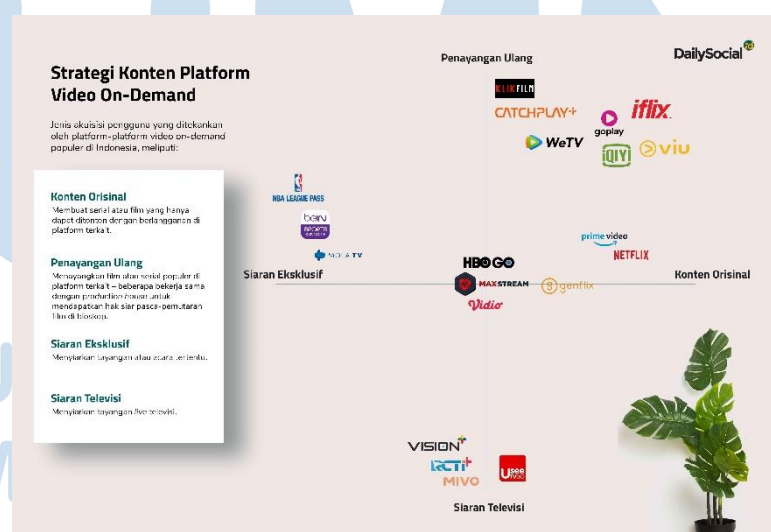 Penayangan Ulang
DailySocial
Strategi Konten Platform
Video On-Demand
Jenis akuisisi pengguna yang ditekankan
oleh platform-platform video on-demand
populer di Indonesia, meliputi:
KLIKFILM
CATCHPLAY+
iflix
goplay
WeTV
iQIYI
viu
NBA LEAGUE PASS
beIN
SPORTS
CONNECT
MOLA TV
prime video
NETFLIX
HBO GO
Siaran Eksklusif
Konten Orisinal
MAXSTREAM
genflix
Vidio
Konten Orisinal
Membuat serial atau film yang hanya
dapat ditonton dengan berlangganan di
platform terkait.
Penayangan Ulang
Menayangkan film atau serial populer di
platform terkait – beberapa bekerja sama
dengan production house untuk
mendapatkan hak siar pasca-pemutaran
film di bioskop.
Siaran Eksklusif
Menyiarkan tayangan atau acara tertentu.
Siaran Televisi
Menyiarkan tayangan live televisi.
VISION+
RCTI+
MIVO
Usee
TVGO
Siaran Televisi